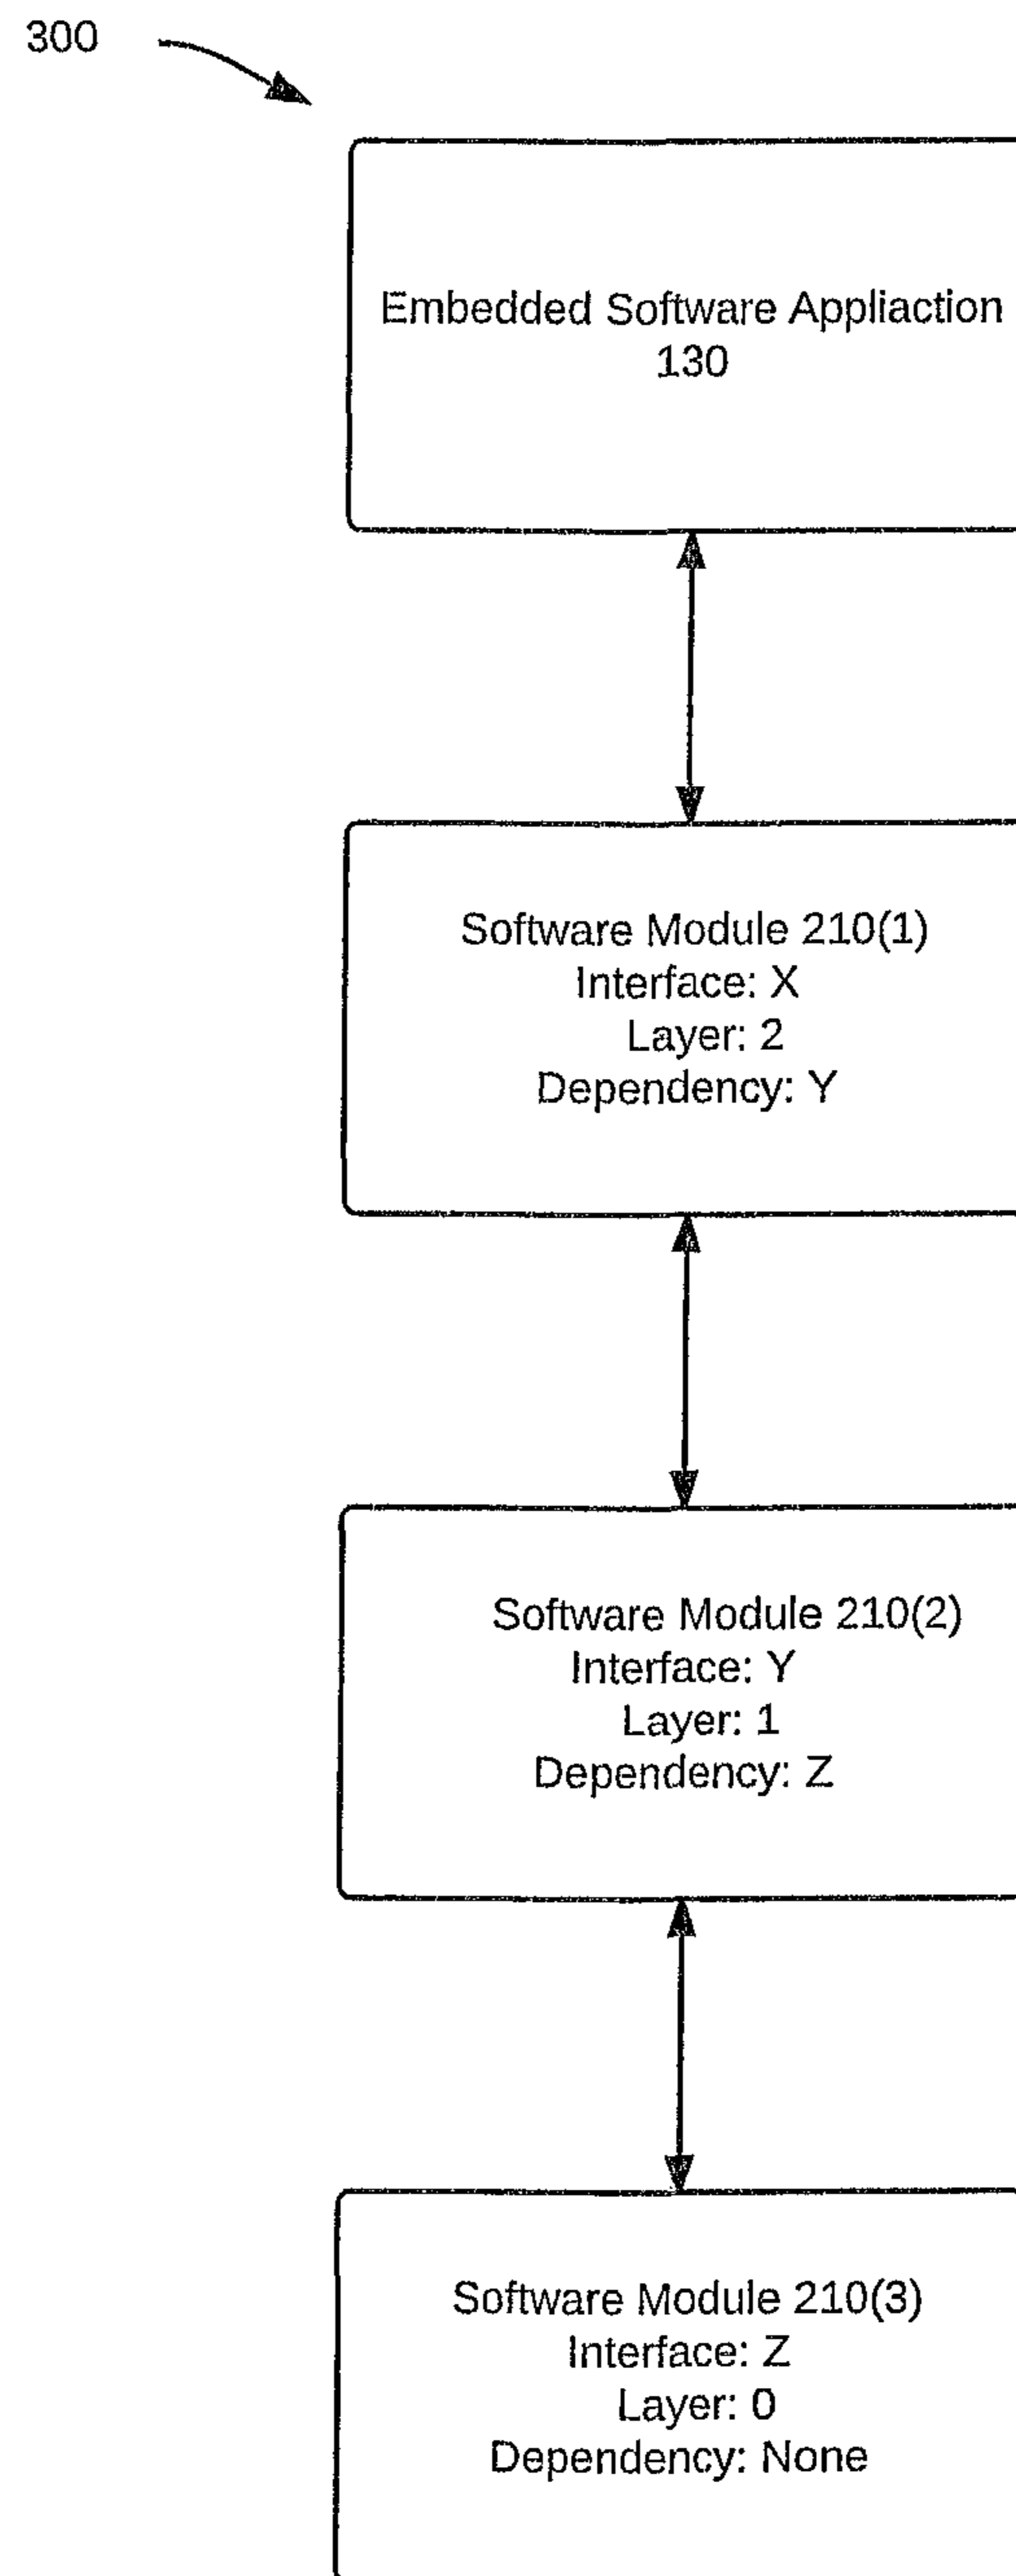 300
Embedded Software Appliaction
130
Software Module 210(1)
Interface: X
Layer: 2
Dependency: Y
Software Module 210(2)
Interface: Y
Layer: 1
Dependency: Z
Software Module 210(3)
Interface: Z
Layer: 0
Dependency: None